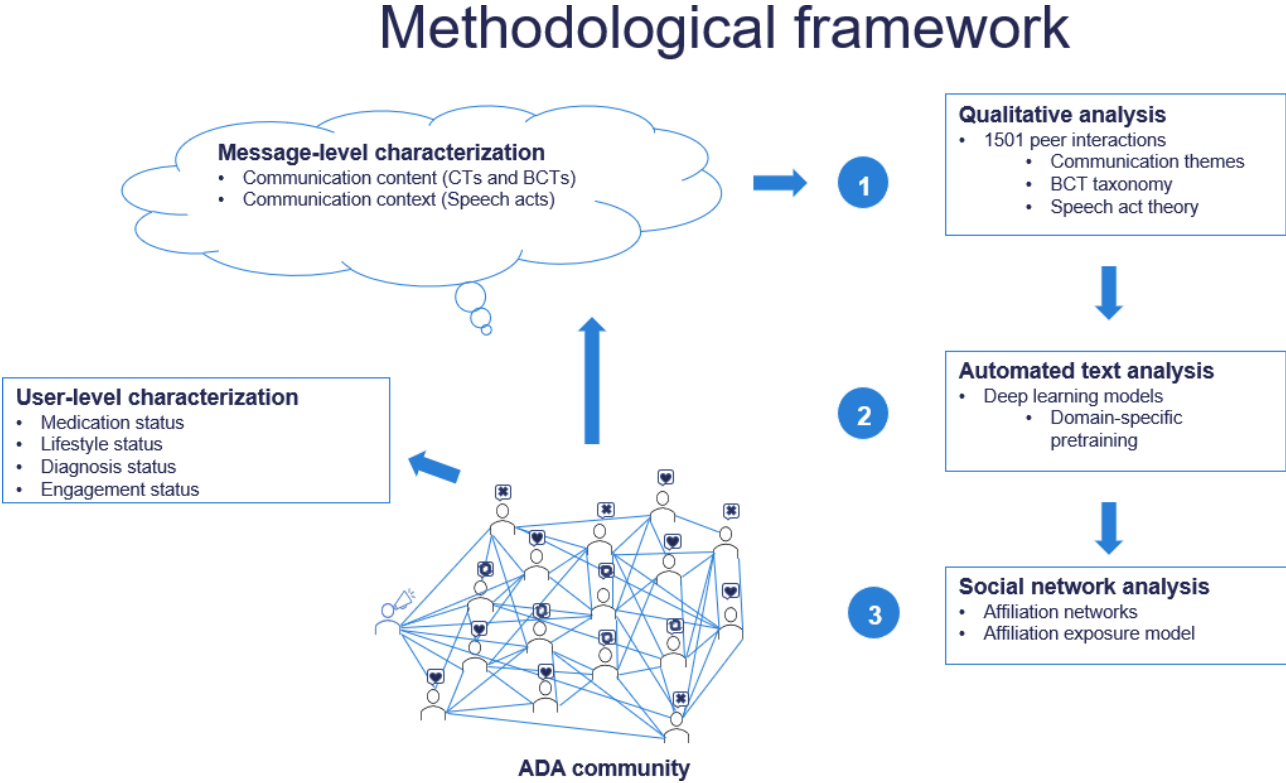 Methodological framework
Message-level characterization
• Communication content (CTs and BCTs)
• Communication context (Speech acts)
1
Qualitative analysis
• 1501 peer interactions
• Communication themes
• BCT taxonomy
• Speech act theory
User-level characterization
• Medication status
• Lifestyle status
• Diagnosis status
• Engagement status
2
Automated text analysis
• Deep learning models
• Domain-specific
pretraining
3
Social network analysis
• Affiliation networks
• Affiliation exposure model
ADA community